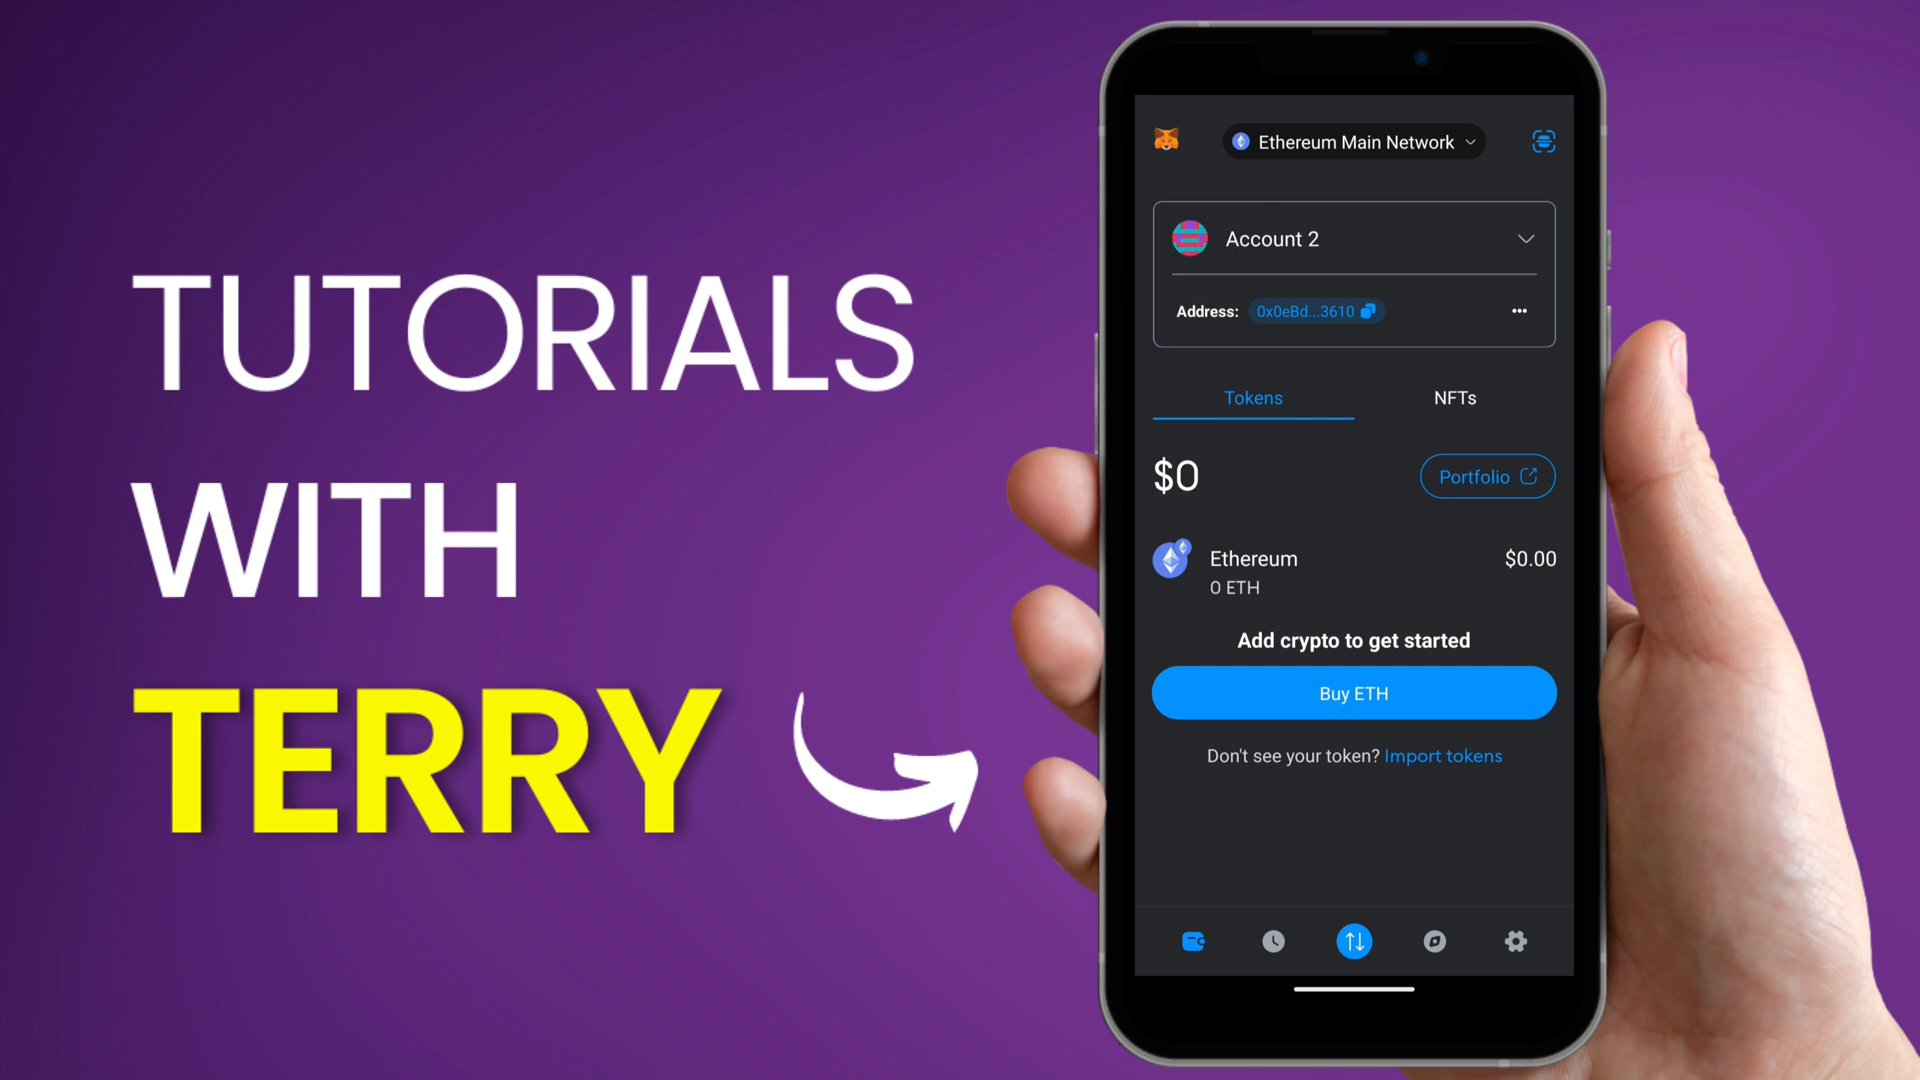 TUTORIALS
WITH
TERRY
Ethereum Main Network
Account 2
Address: 0x0eBd...3610
Tokens NFTs
$0 Portfolio
Ethereum $0.00
0 ETH
Add crypto to get started
Buy ETH
Don't see your token? Import tokens